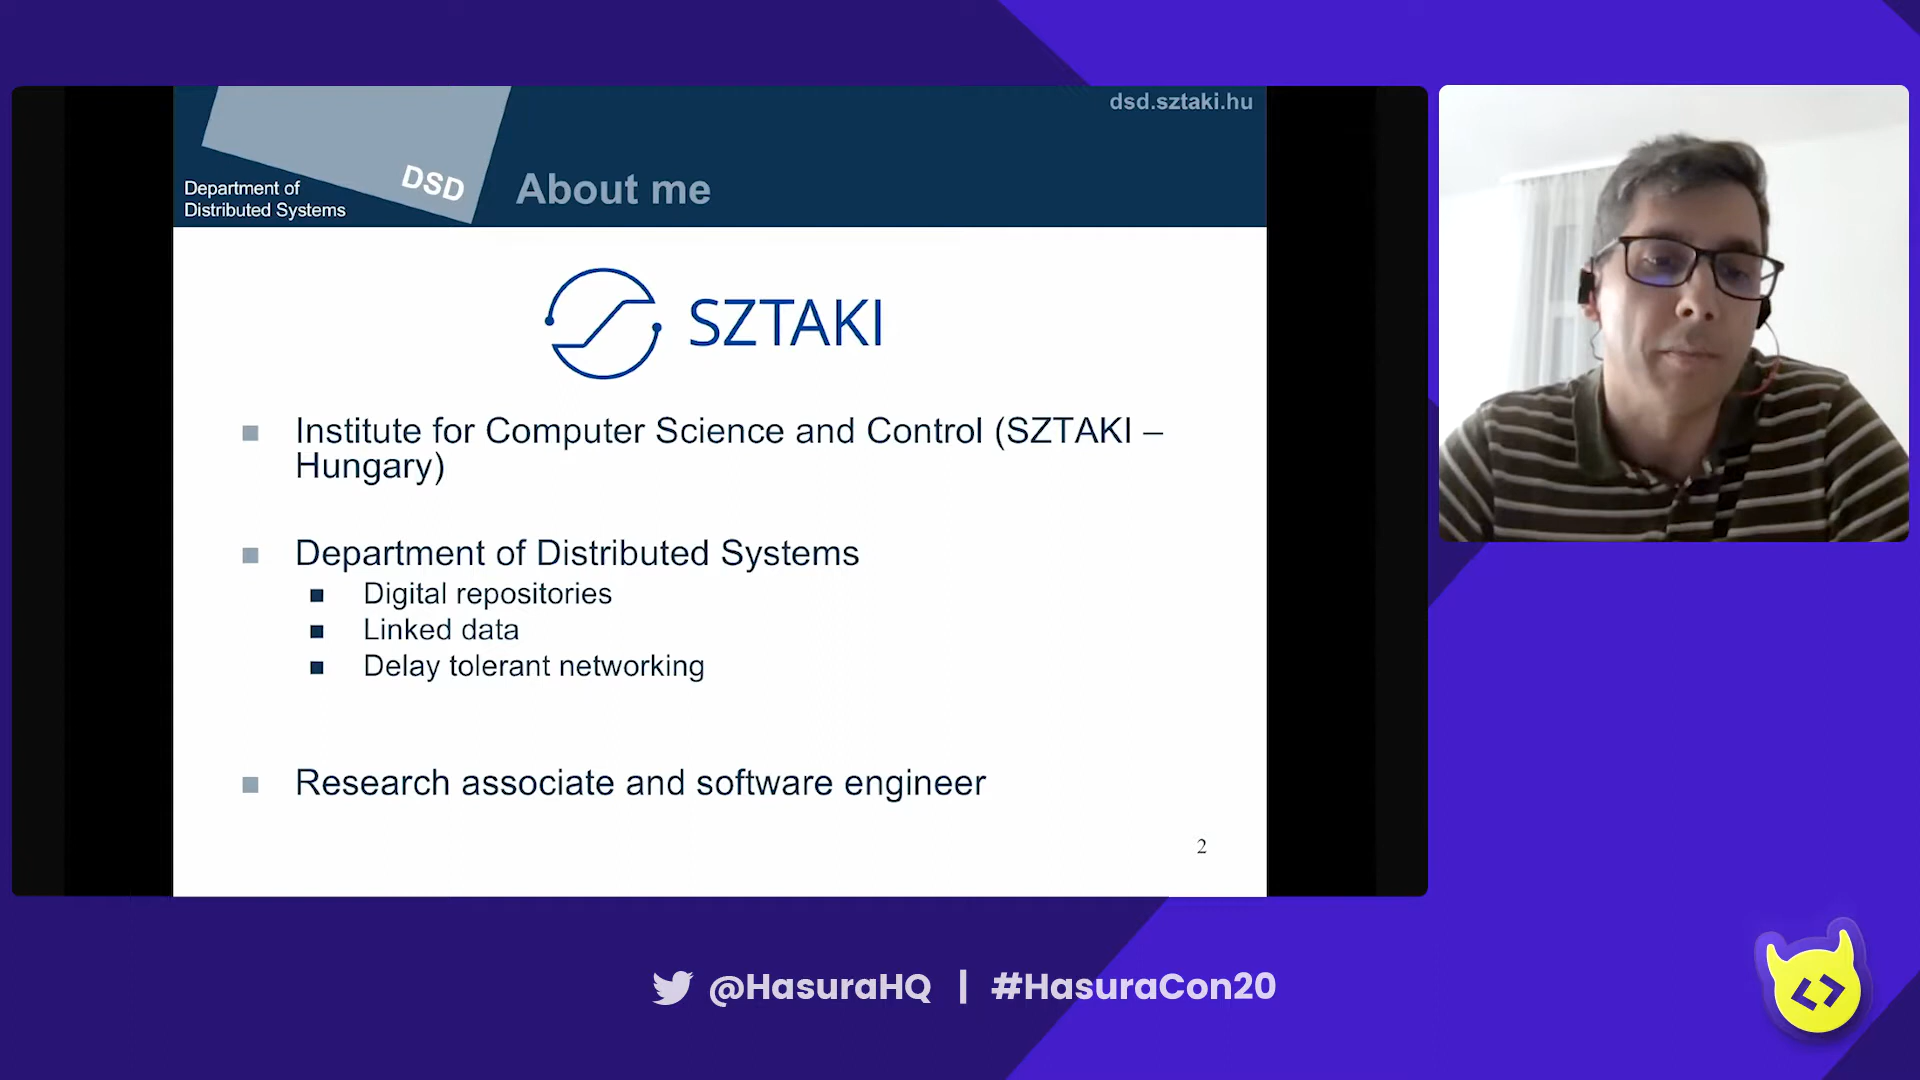 dsd.sztaki.hu
DSD
Department of
Distributed Systems
About me
SZTAKI
Institute for Computer Science and Control (SZTAKI –
Hungary)
Department of Distributed Systems
Digital repositories
Linked data
Delay tolerant networking
Research associate and software engineer
2
@HasuraHQ | #HasuraCon20